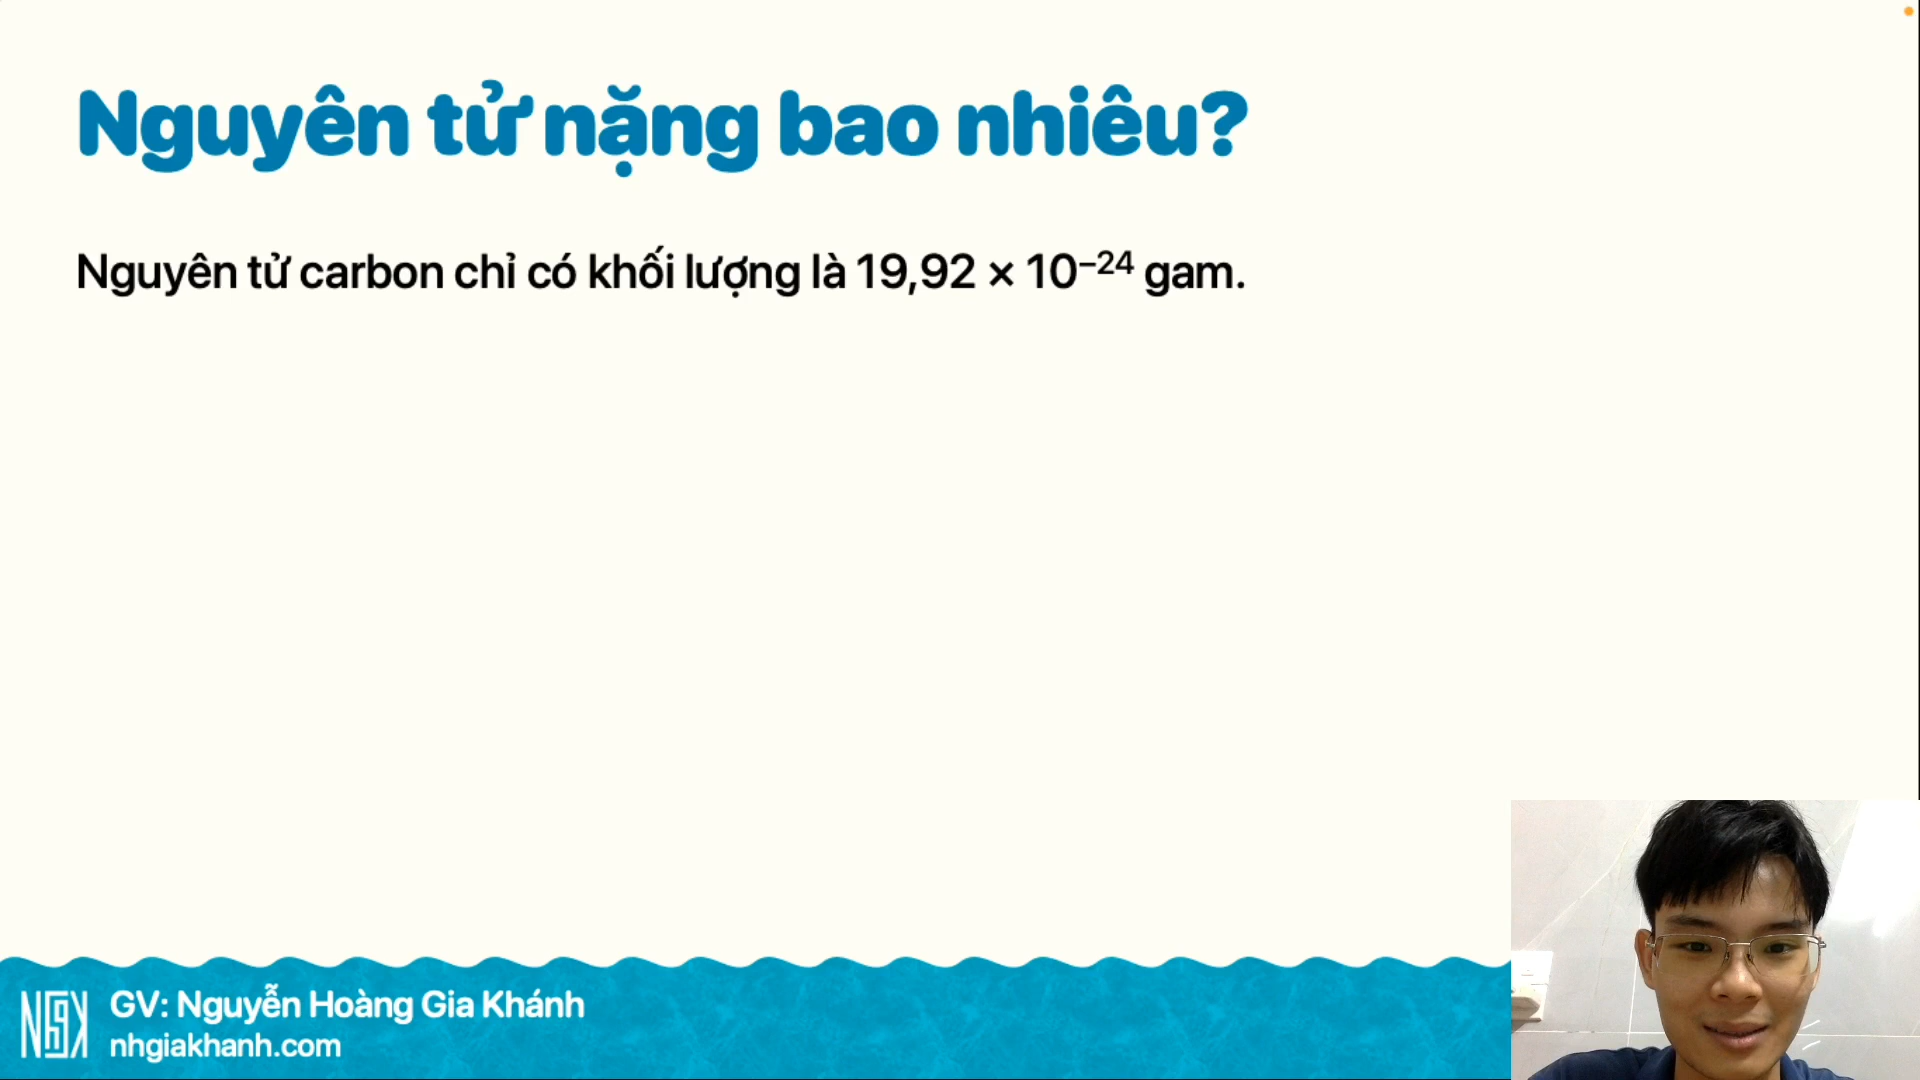 Nguyên tử nặng bao nhiêu?
Nguyên tử carbon chỉ có khối lượng là 19,92 × 10⁻²⁴ gam.
NGK
GV: Nguyễn Hoàng Gia Khánh
nhgiakhanh.com